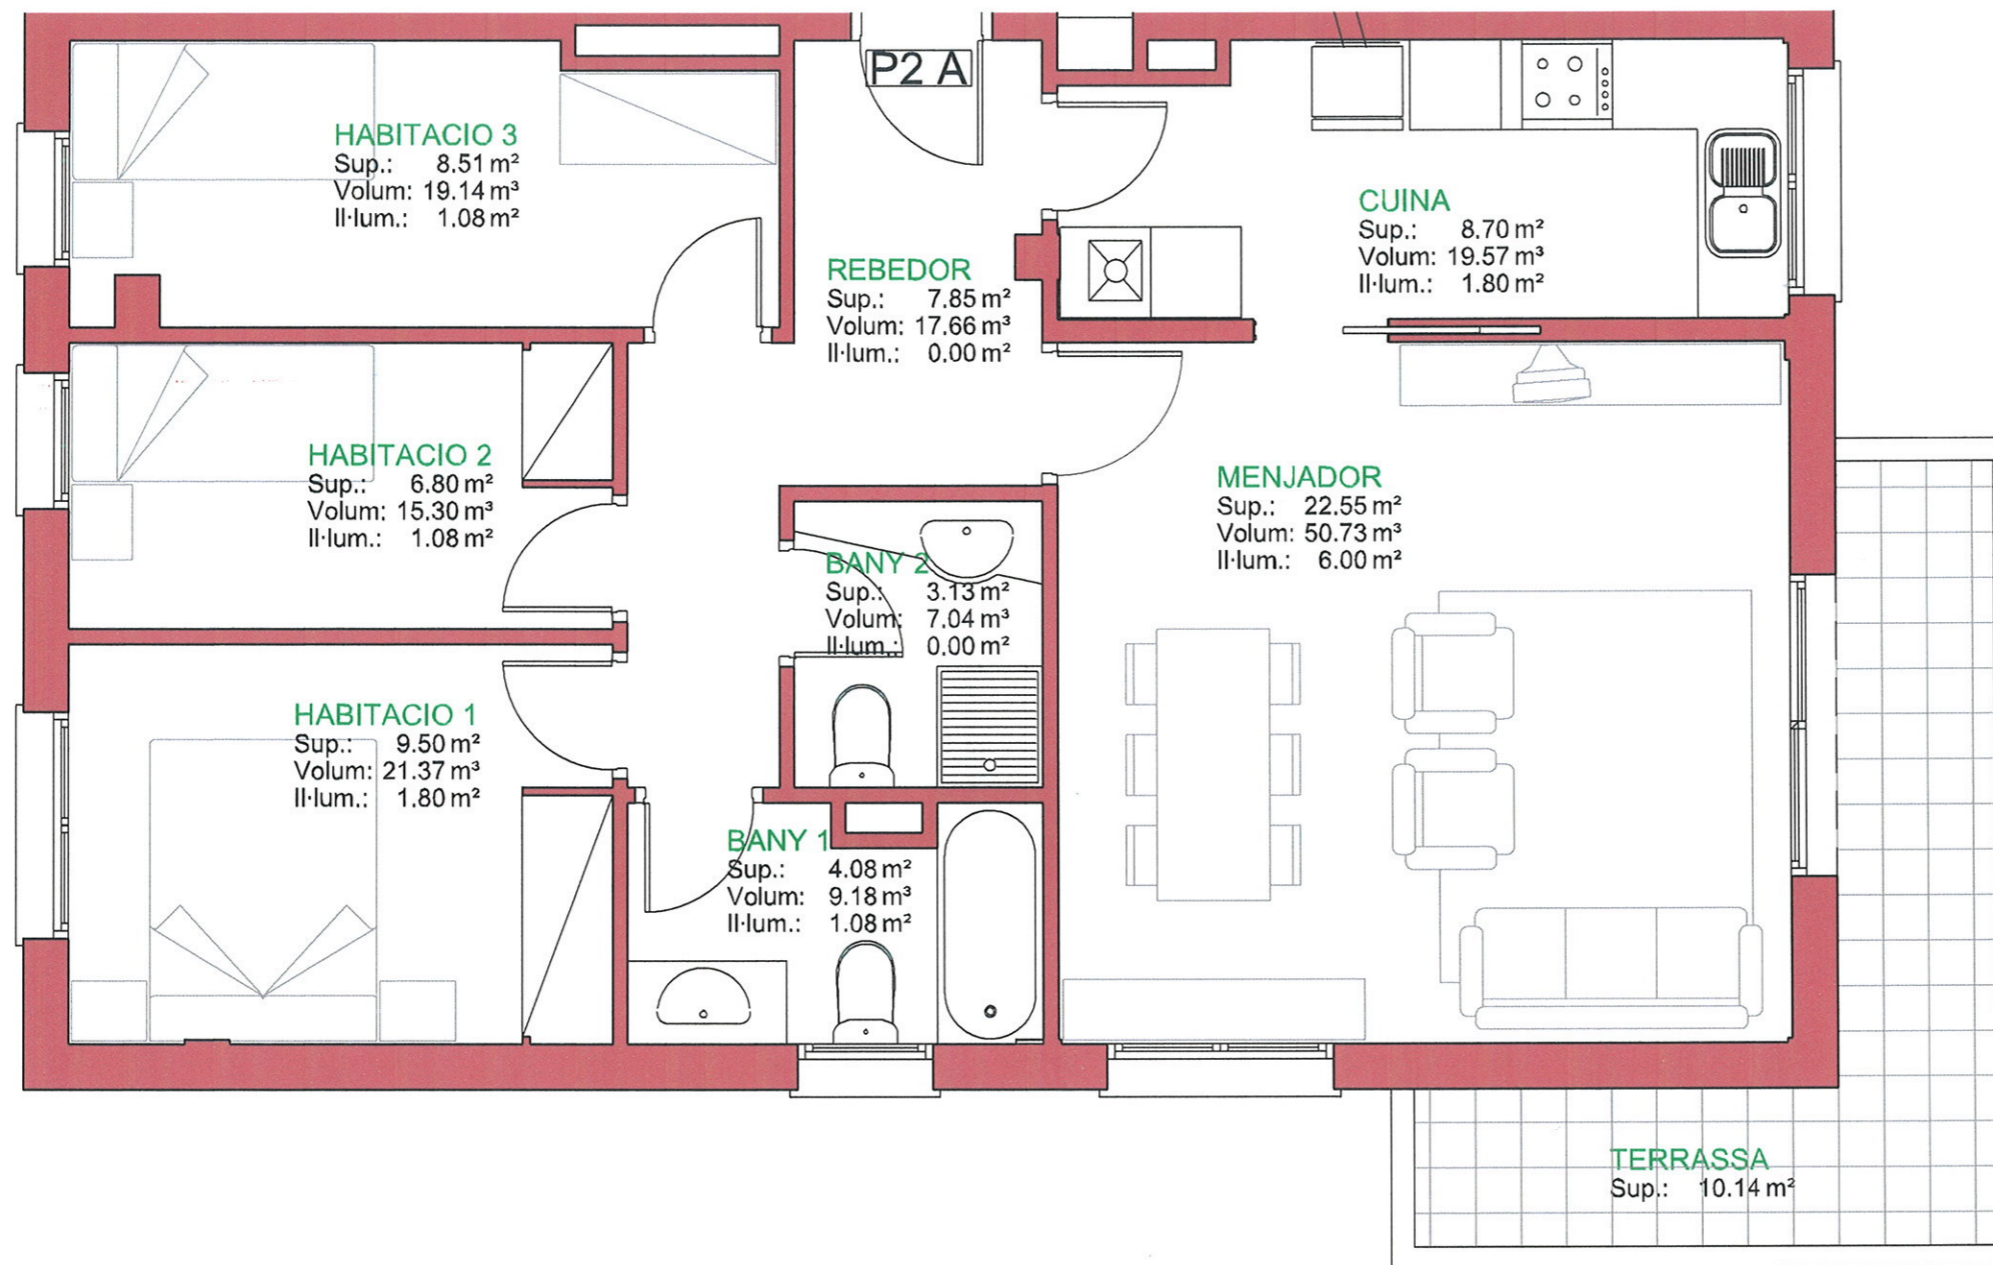 P2 A
HABITACIO 3
Sup.: 8.51 m²
Volum: 19.14 m³
Il·lum.: 1.08 m²
CUINA
Sup.: 8.70 m²
Volum: 19.57 m³
Il·lum.: 1.80 m²
REBEDOR
Sup.: 7.85 m²
Volum: 17.66 m³
Il·lum.: 0.00 m²
HABITACIO 2
Sup.: 6.80 m²
Volum: 15.30 m³
Il·lum.: 1.08 m²
MENJADOR
Sup.: 22.55 m²
Volum: 50.73 m³
Il·lum.: 6.00 m²
BANY 2
Sup.: 3.13 m²
Volum: 7.04 m³
Il·lum.: 0.00 m²
HABITACIO 1
Sup.: 9.50 m²
Volum: 21.37 m³
Il·lum.: 1.80 m²
BANY 1
Sup.: 4.08 m²
Volum: 9.18 m³
Il·lum.: 1.08 m²
TERRASSA
Sup.: 10.14 m²